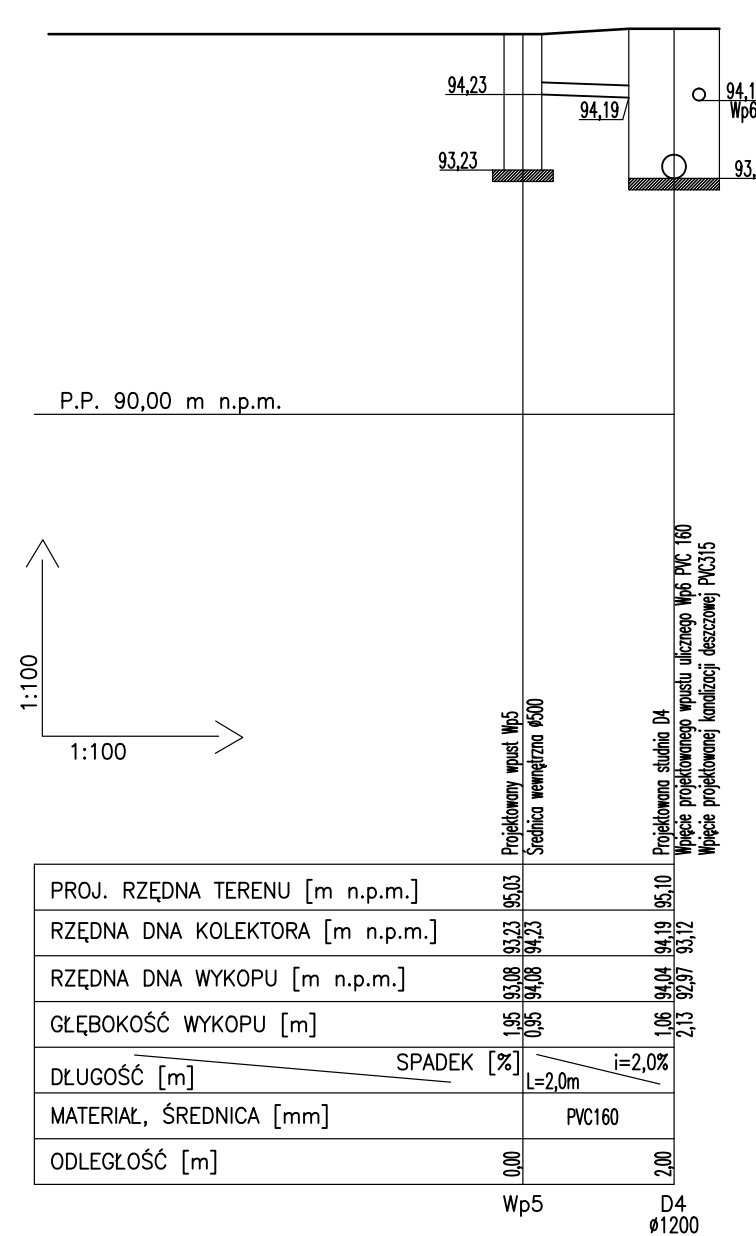 94,23
94,19
94,1
Wp6
93,23
93,
P.P. 90,00 m n.p.m.
1:100
1:100
Projektowany wpust Wp5
Średnica wewnętrzna ø500
Projektowana studnia D4
Wpięcie projektowanego wpustu ulicznego Wp6 PVC 160
Wpięcie projektowanej kanalizacji deszczowej PVC315
PROJ. RZĘDNA TERENU [m n.p.m.] 95,03 95,10
RZĘDNA DNA KOLEKTORA [m n.p.m.] 93,23 94,23 94,19 93,12
RZĘDNA DNA WYKOPU [m n.p.m.] 93,08 94,08 94,04 92,97
GŁĘBOKOŚĆ WYKOPU [m] 1,95 0,95 1,06 2,13
SPADEK [%] i=2,0%
DŁUGOŚĆ [m] L=2,0m
MATERIAŁ, ŚREDNICA [mm] PVC160
ODLEGŁOŚĆ [m] 0,00 2,00
Wp5 D4
ø1200